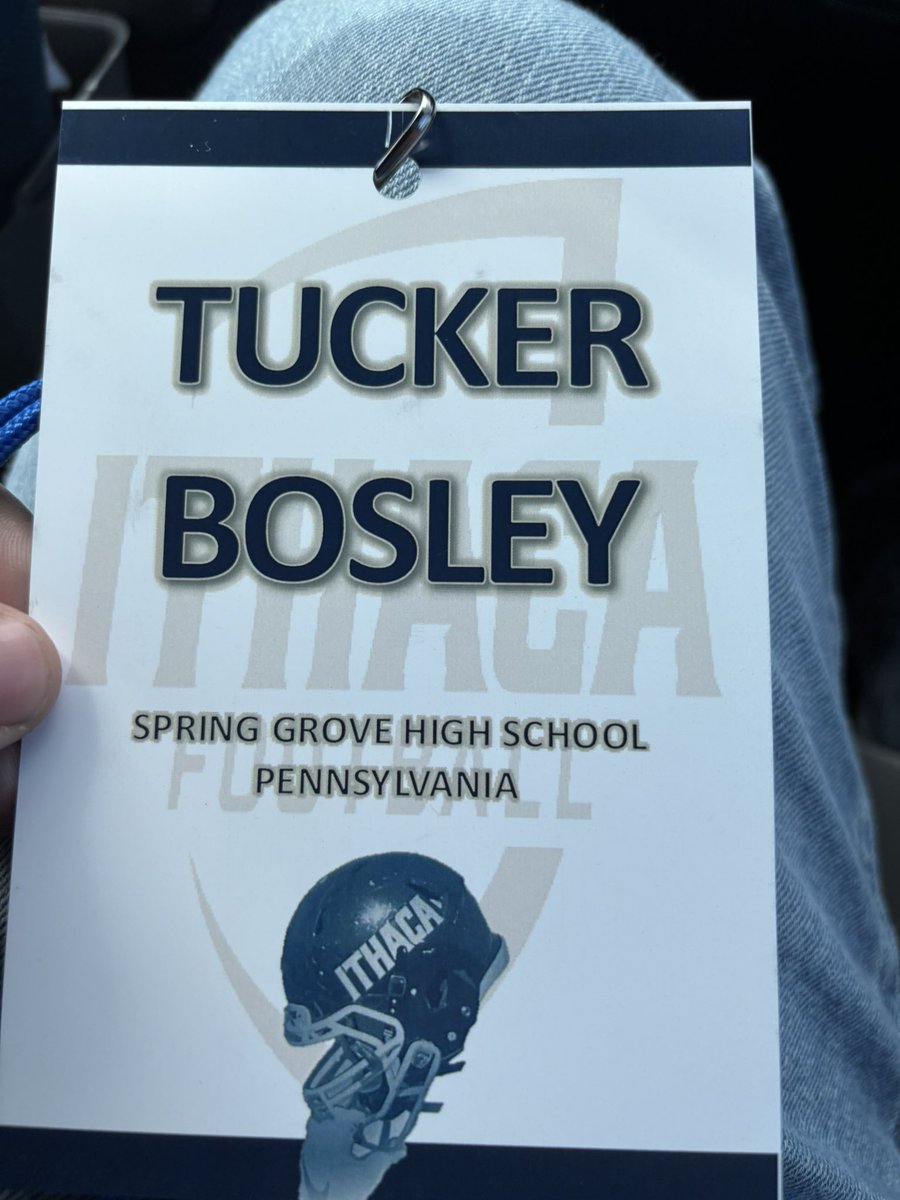 TUCKER
BOSLEY
ITHACA
SPRING GROVE HIGH SCHOOL
FOOTBALL
PENNSYLVANIA
ITHACA